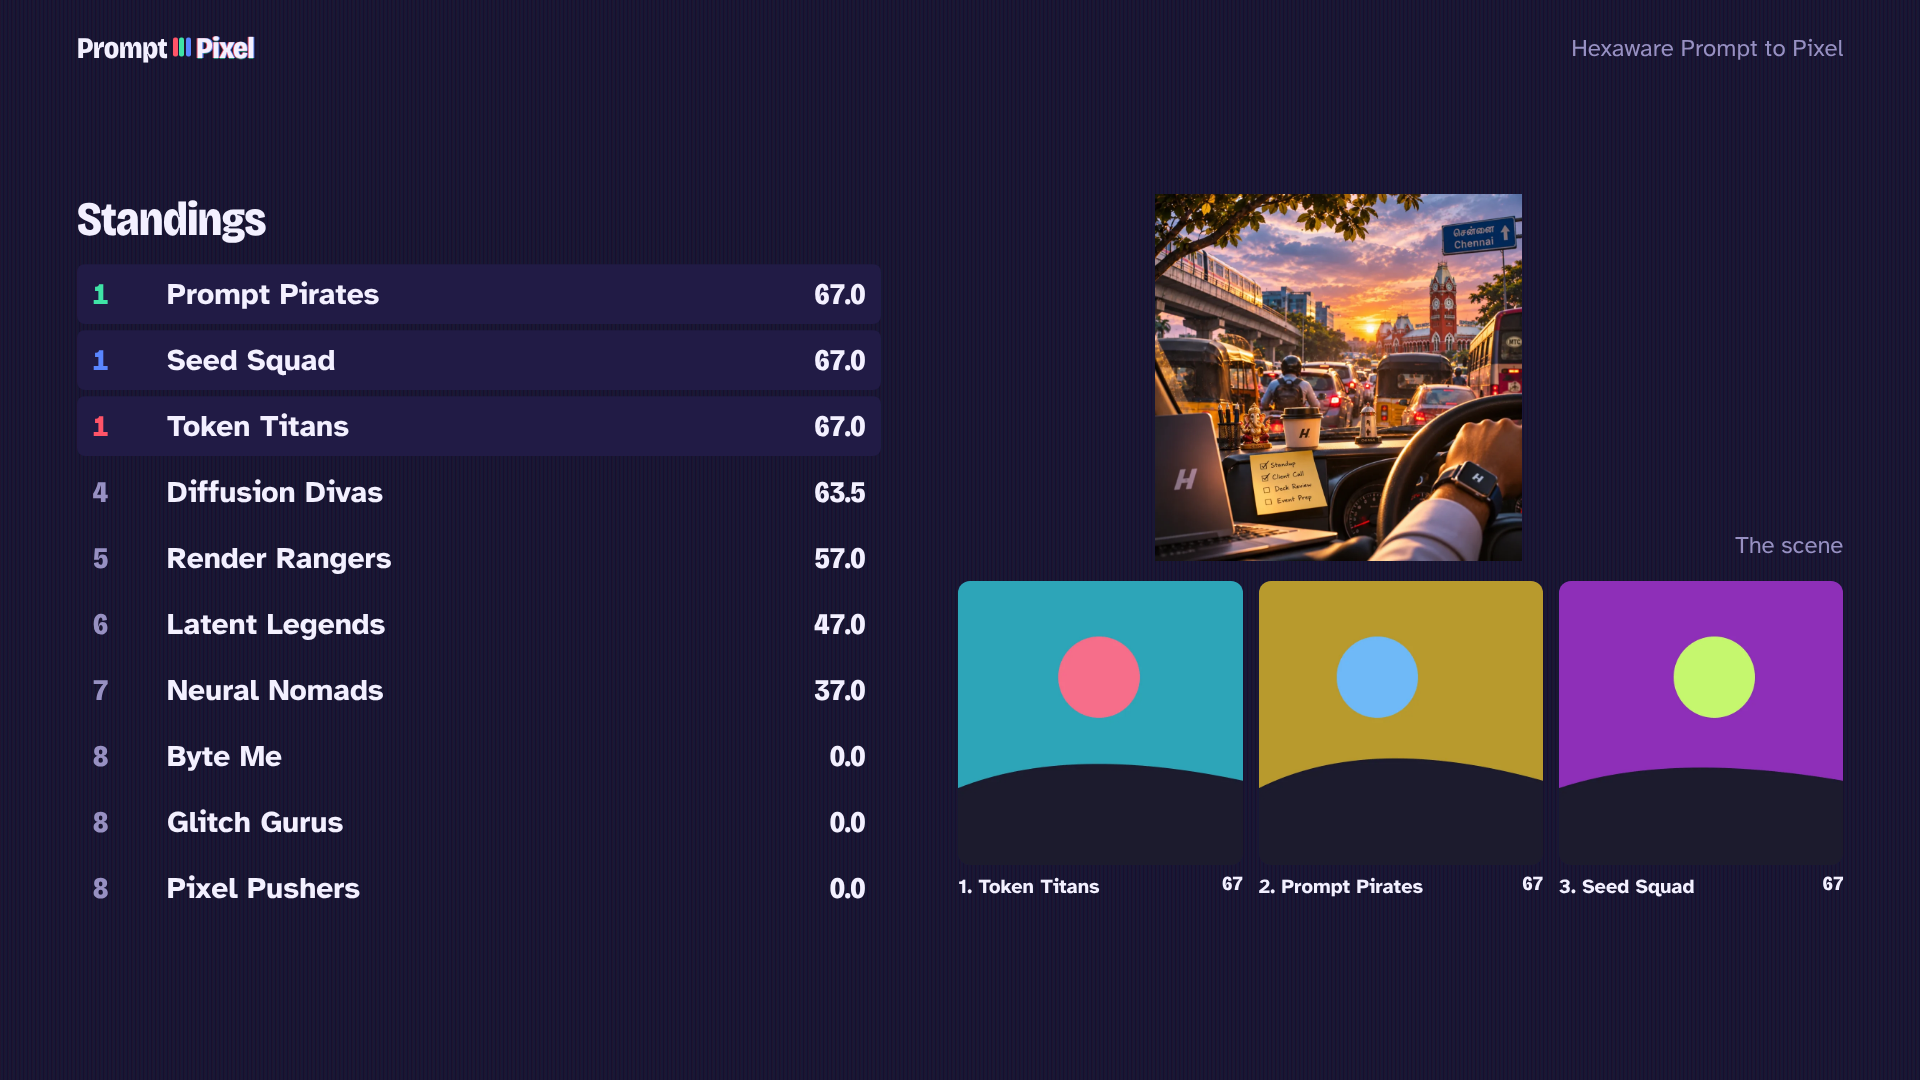 Prompt Pixel
Hexaware Prompt to Pixel
Standings
1 Prompt Pirates 67.0
1 Seed Squad 67.0
1 Token Titans 67.0
4 Diffusion Divas 63.5
5 Render Rangers 57.0
6 Latent Legends 47.0
7 Neural Nomads 37.0
8 Byte Me 0.0
8 Glitch Gurus 0.0
8 Pixel Pushers 0.0
சென்னை
Chennai
MTC
H
H
H
Standup
Client Call
Deck Review
Event Prep
The scene
1. Token Titans 67
2. Prompt Pirates 67
3. Seed Squad 67